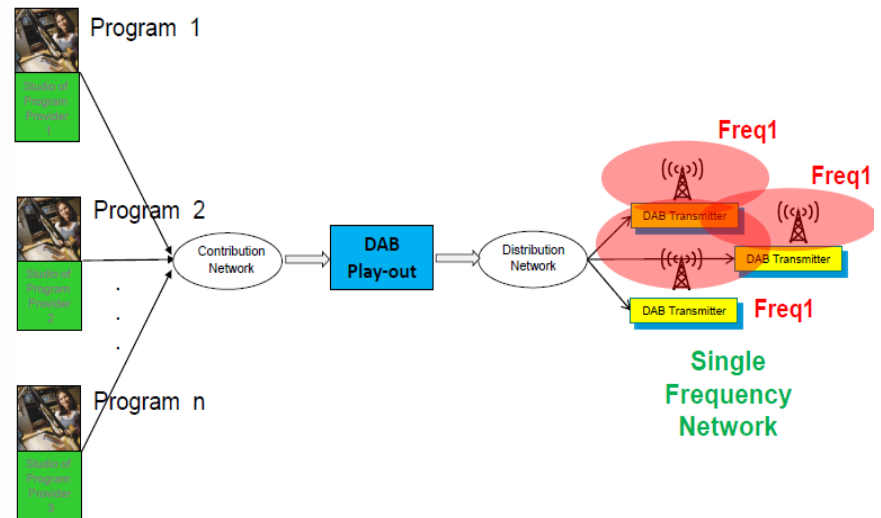 Program 1
Studio of
Program
Provider
1
Program 2
Studio of
Program
Provider
2
.
.
.
Program n
Studio of
Program
Provider
3
Contribution
Network
DAB
Play-out
Distribution
Network
Freq1
DAB Transmitter
Freq1
DAB Transmitter
DAB Transmitter
Freq1
Single
Frequency
Network